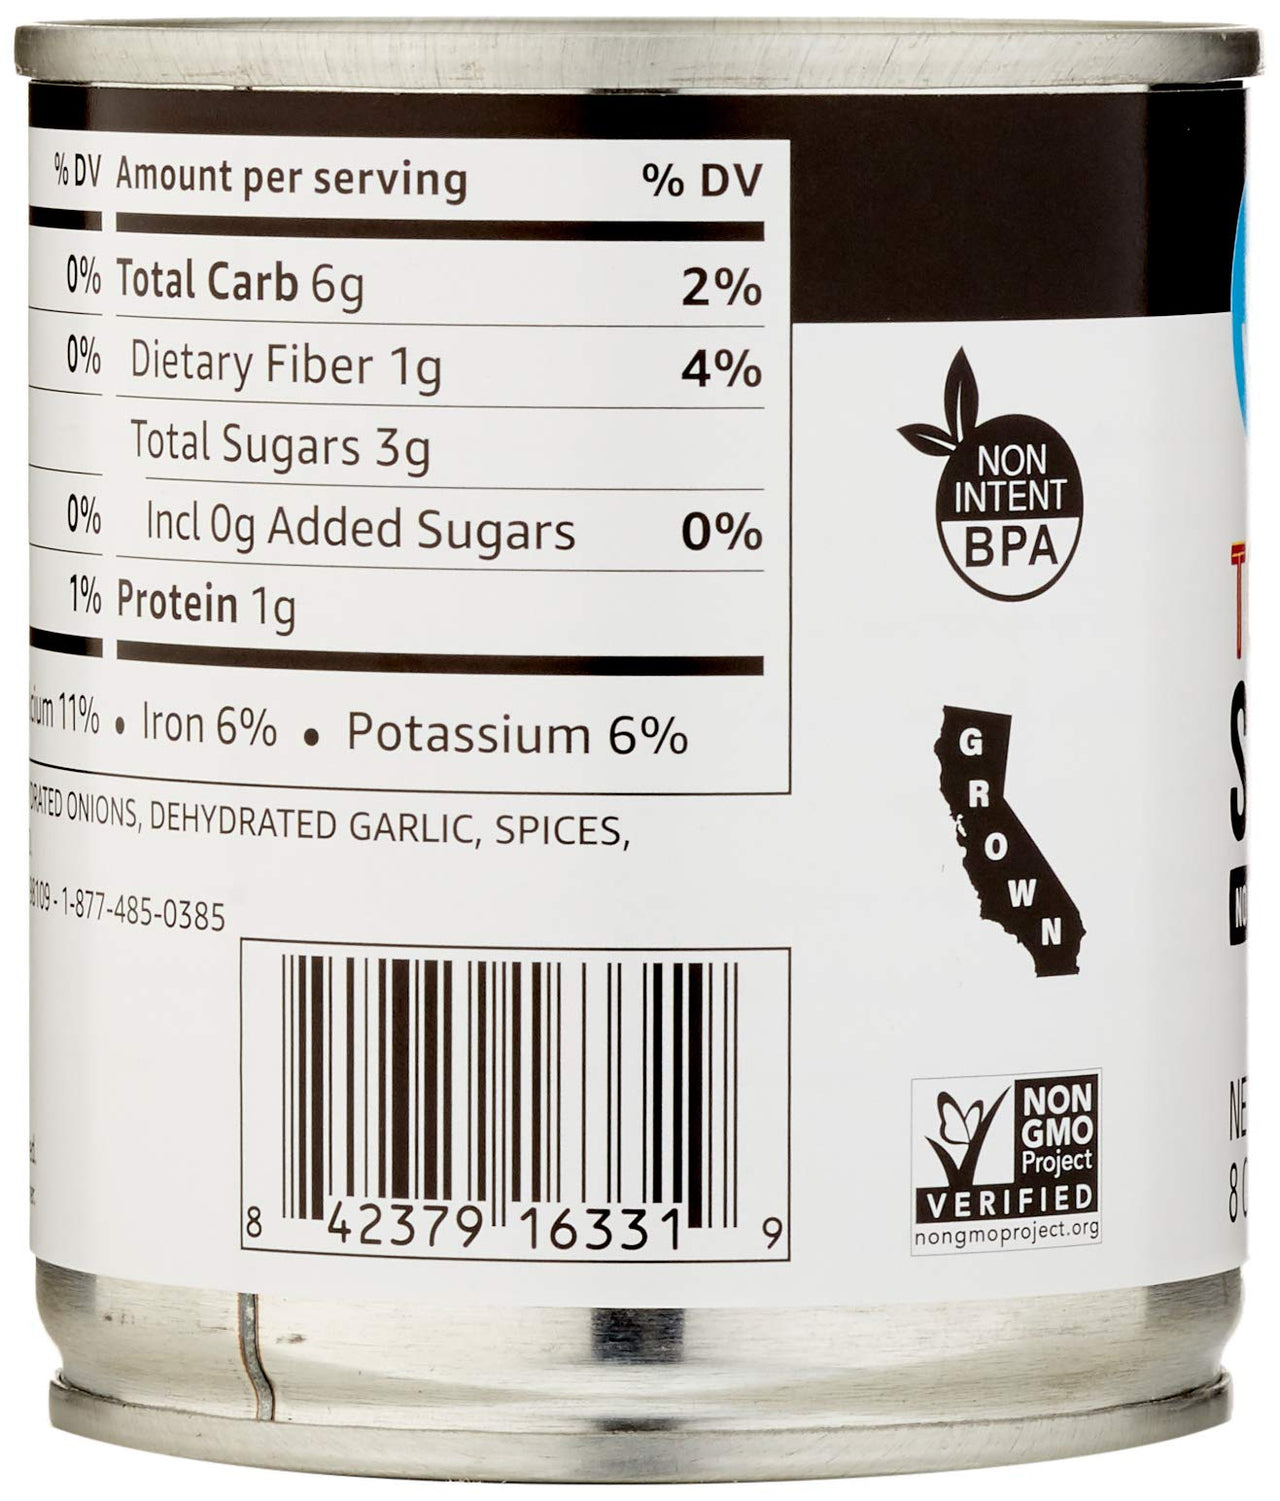 % DV Amount per serving % DV
0% Total Carb 6g 2%
0% Dietary Fiber 1g 4%
Total Sugars 3g
0% Incl 0g Added Sugars 0%
1% Protein 1g
11% • Iron 6% • Potassium 6%
ONIONS, DEHYDRATED GARLIC, SPICES,
98109 - 1-877-485-0385
8 42379 16331 9
NON
INTENT
BPA
G
R
O
W
N
NON
GMO
Project
VERIFIED
nongmoproject.org